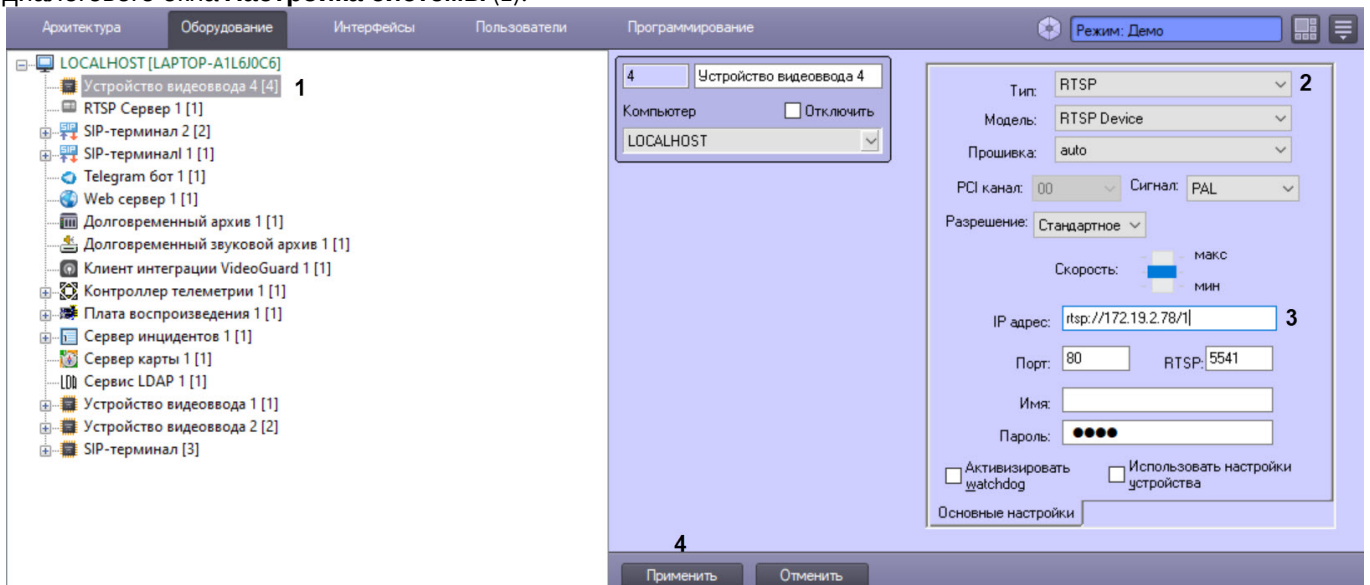 диалогового окна Настройка системы (1).
Архитектура Оборудование Интерфейсы Пользователи Программирование Режим: Демо
LOCALHOST [LAPTOP-A1L6J0C6]
Устройство видеоввода 4 [4] 1
RTSP Сервер 1 [1]
SIP-терминал 2 [2]
SIP-терминалl 1 [1]
Telegram бот 1 [1]
Web сервер 1 [1]
Долговременный архив 1 [1]
Долговременный звуковой архив 1 [1]
Клиент интеграции VideoGuard 1 [1]
Контроллер телеметрии 1 [1]
Плата воспроизведения 1 [1]
Сервер инцидентов 1 [1]
Сервер карты 1 [1]
Сервис LDAP 1 [1]
Устройство видеоввода 1 [1]
Устройство видеоввода 2 [2]
SIP-терминал [3]
4 Устройство видеоввода 4
Компьютер Отключить
LOCALHOST
Тип: RTSP 2
Модель: RTSP Device
Прошивка: auto
PCI канал: 00 Сигнал: PAL
Разрешение: Стандартное
макс
Скорость:
мин
IP адрес: rtsp://172.19.2.78/1 3
Порт: 80 RTSP: 5541
Имя:
Пароль: ●●●●
Активизировать watchdog
Использовать настройки устройства
Основные настройки
4
Применить Отменить